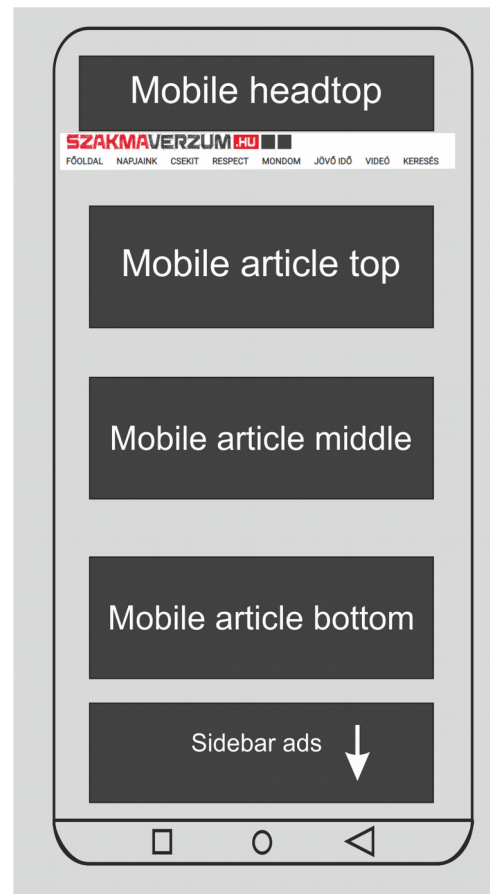 Mobile headtop
SZAKMAVERZUM.HU
FŐOLDAL NAPJAINK CSEKIT RESPECT MONDOM JÖVŐ IDŐ VIDEÓ KERESÉS
Mobile article top
Mobile article middle
Mobile article bottom
Sidebar ads